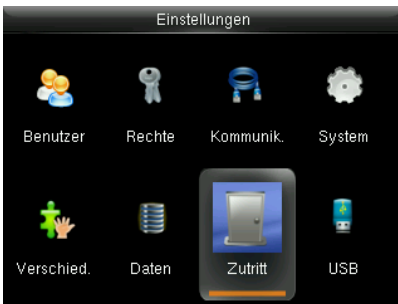 Einstellungen
Benutzer Rechte Kommunik. System
Verschied. Daten Zutritt USB